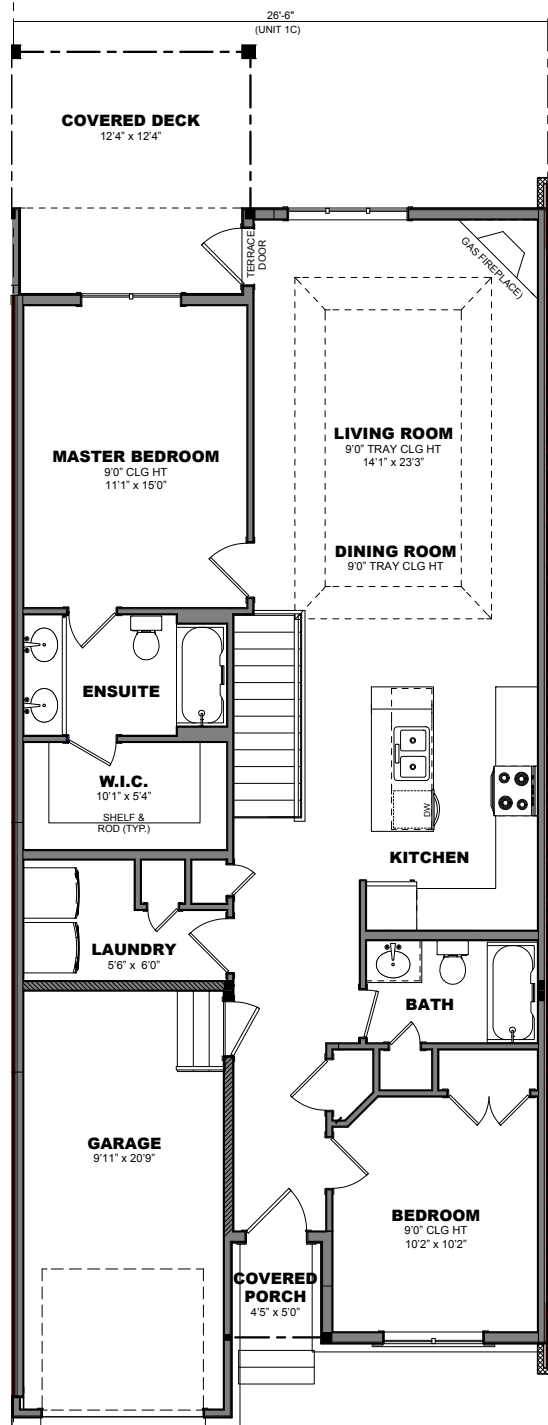 26'-6"
(UNIT 1C)
COVERED DECK
12'4" x 12'4"
TERRACE
DOOR
GAS FIREPLACE)
MASTER BEDROOM
9'0" CLG HT
11'1" x 15'0"
LIVING ROOM
9'0" TRAY CLG HT
14'1" x 23'3"
DINING ROOM
9'0" TRAY CLG HT
ENSUITE
W.I.C.
10'1" x 5'4"
SHELF &
ROD (TYP.)
DW
KITCHEN
LAUNDRY
5'6" x 6'0"
BATH
GARAGE
9'11" x 20'9"
BEDROOM
9'0" CLG HT
10'2" x 10'2"
COVERED
PORCH
4'5" x 5'0"